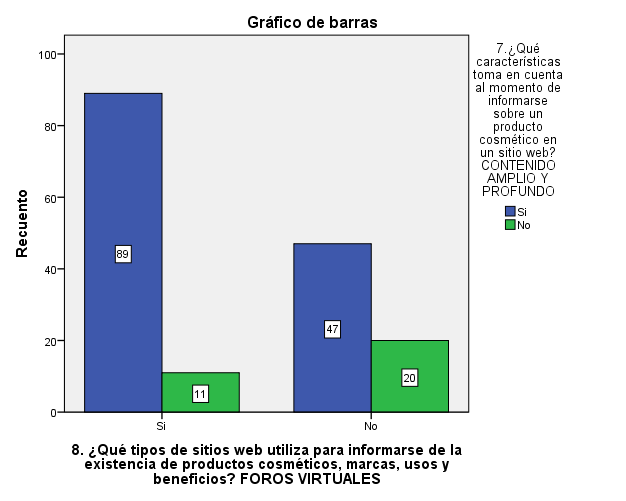 Gráfico de barras
100
80
60
40
20
0
Recuento
89
11
47
20
Si
No
8. ¿Qué tipos de sitios web utiliza para informarse de la
existencia de productos cosméticos, marcas, usos y
beneficios? FOROS VIRTUALES
7.¿Qué
características
toma en cuenta
al momento de
informarse
sobre un
producto
cosmético en
un sitio web?
CONTENIDO
AMPLIO Y
PROFUNDO
Si
No